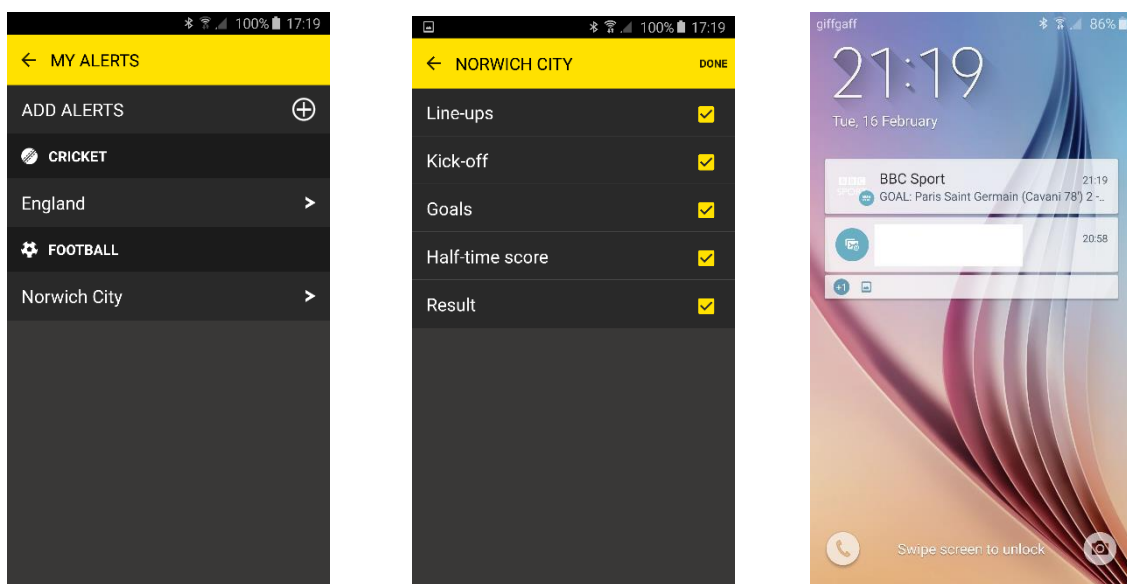 100% 17:19
MY ALERTS
ADD ALERTS
CRICKET
England
FOOTBALL
Norwich City
100% 17:19
NORWICH CITY DONE
Line-ups
Kick-off
Goals
Half-time score
Result
giffgaff 86%
21:19
Tue, 16 February
BBC Sport 21:19
GOAL: Paris Saint Germain (Cavani 78') 2 -..
20:58
+1
Swipe screen to unlock